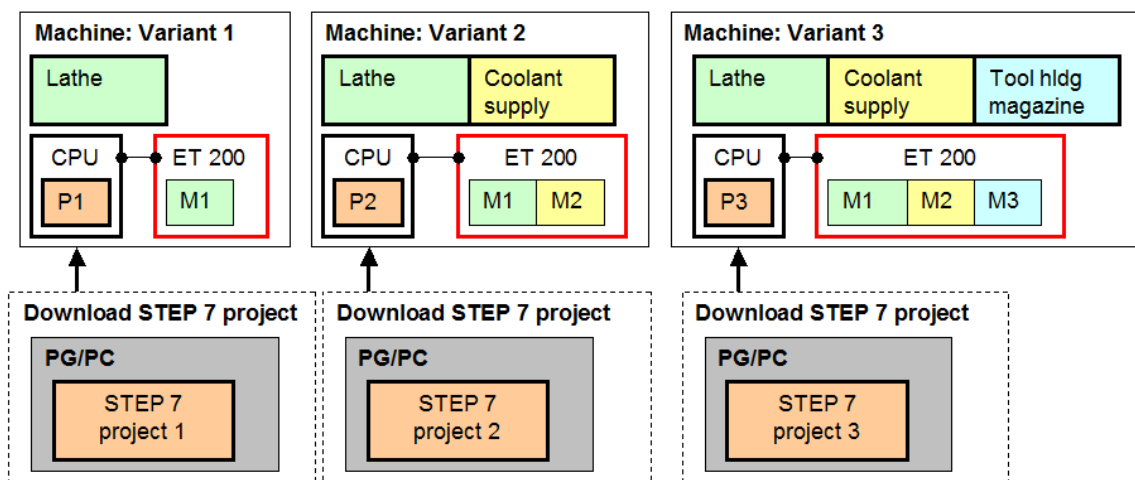 Machine: Variant 1
Lathe
CPU
ET 200
P1
M1
Download STEP 7 project
PG/PC
STEP 7
project 1
Machine: Variant 2
Lathe
Coolant
supply
CPU
ET 200
P2
M1
M2
Download STEP 7 project
PG/PC
STEP 7
project 2
Machine: Variant 3
Lathe
Coolant
supply
Tool hldg
magazine
CPU
ET 200
P3
M1
M2
M3
Download STEP 7 project
PG/PC
STEP 7
project 3